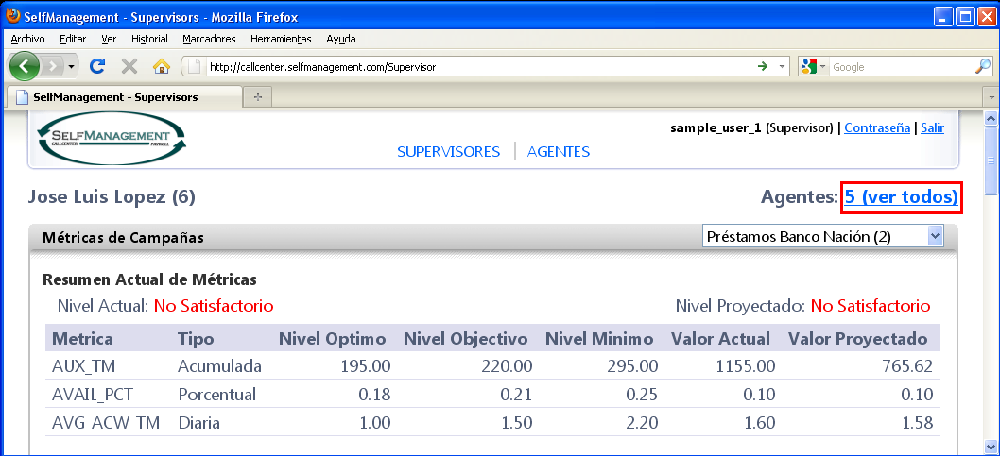 SelfManagement - Supervisors - Mozilla Firefox
Archivo Editar Ver Historial Marcadores Herramientas Ayuda
http://callcenter.selfmanagement.com/Supervisor Google
SelfManagement - Supervisors
SELFMANAGEMENT
CALLCENTER PAYROLL
sample_user_1 (Supervisor) | Contraseña | Salir
SUPERVISORES | AGENTES
Jose Luis Lopez (6) Agentes: 5 (ver todos)
Métricas de Campañas Préstamos Banco Nación (2)
Resumen Actual de Métricas
Nivel Actual: No Satisfactorio Nivel Proyectado: No Satisfactorio
Metrica Tipo Nivel Optimo Nivel Objectivo Nivel Minimo Valor Actual Valor Proyectado
AUX_TM Acumulada 195.00 220.00 295.00 1155.00 765.62
AVAIL_PCT Porcentual 0.18 0.21 0.25 0.10 0.10
AVG_ACW_TM Diaria 1.00 1.50 2.20 1.60 1.58